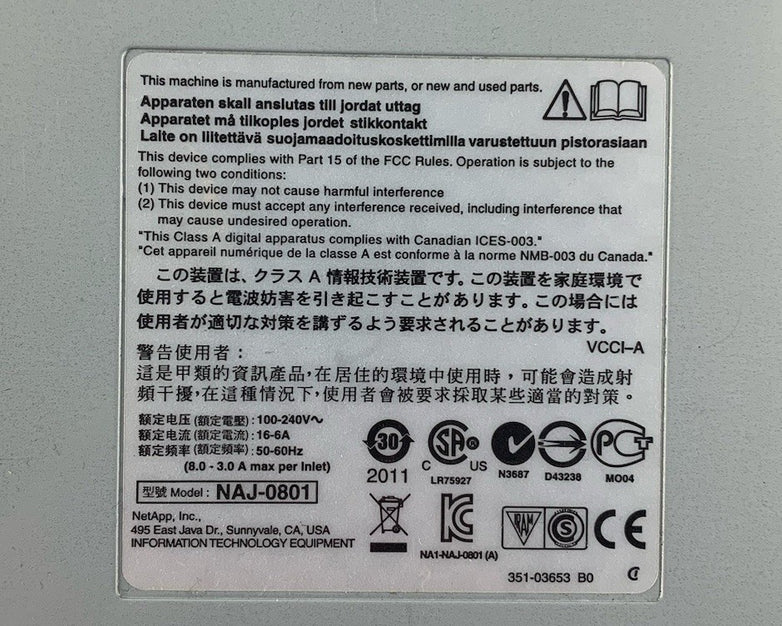 This machine is manufactured from new parts, or new and used parts.
Apparaten skall anslutas till jordat uttag
Apparatet må tilkoples jordet stikkontakt
Laite on liitettävä suojamaadoituskoskettimilla varustettuun pistorasiaan
This device complies with Part 15 of the FCC Rules. Operation is subject to the
following two conditions:
(1) This device may not cause harmful interference
(2) This device must accept any interference received, including interference that
may cause undesired operation.
"This Class A digital apparatus complies with Canadian ICES-003."
"Cet appareil numérique de la classe A est conforme à la norme NMB-003 du Canada."
この装置は、クラス A 情報技術装置です。この装置を家庭環境で
使用すると電波妨害を引き起こすことがあります。この場合には
使用者が適切な対策を講ずるよう要求されることがあります。
VCCI-A
警告使用者：
這是甲類的資訊產品，在居住的環境中使用時，可能會造成射
頻干擾，在這種情況下，使用者會被要求採取某些適當的對策。
额定电压 (額定電壓) : 100-240V~
额定电流 (額定電流) : 16-6A
额定频率 (額定頻率) : 50-60Hz
(8.0 - 3.0 A max per Inlet)
30
2011
C SA US
LR75927
N3687
D43238
PCT
MO04
型號 Model : NAJ-0801
NetApp, Inc.,
495 East Java Dr., Sunnyvale, CA, USA
INFORMATION TECHNOLOGY EQUIPMENT
NA1-NAJ-0801 (A)
IRAM S
CE
351-03653 B0